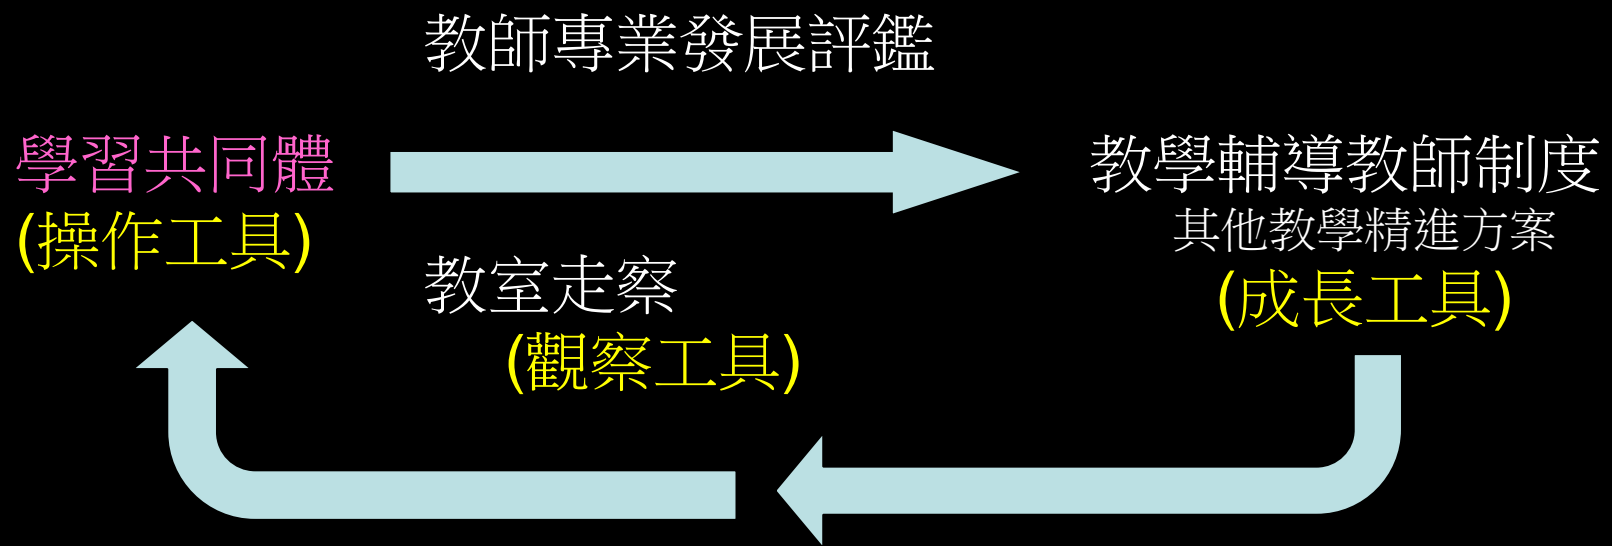 教師專業發展評鑑
學習共同體
(操作工具)
教室走察
(觀察工具)
教學輔導教師制度
其他教學精進方案
(成長工具)